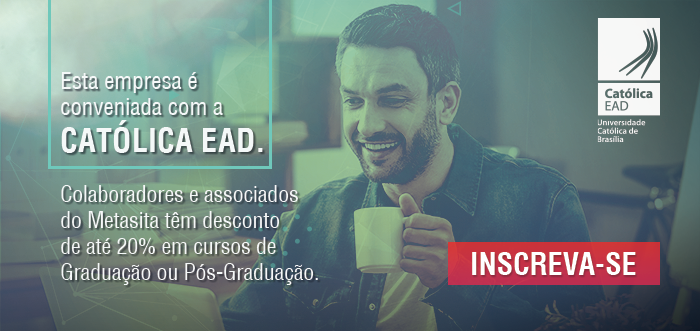 Esta empresa é
conveniada com a
CATÓLICA EAD.
Colaboradores e associados
do Metasita têm desconto
de até 20% em cursos de
Graduação ou Pós-Graduação.
Católica
EAD
Universidade
Católica de
Brasília
INSCREVA-SE